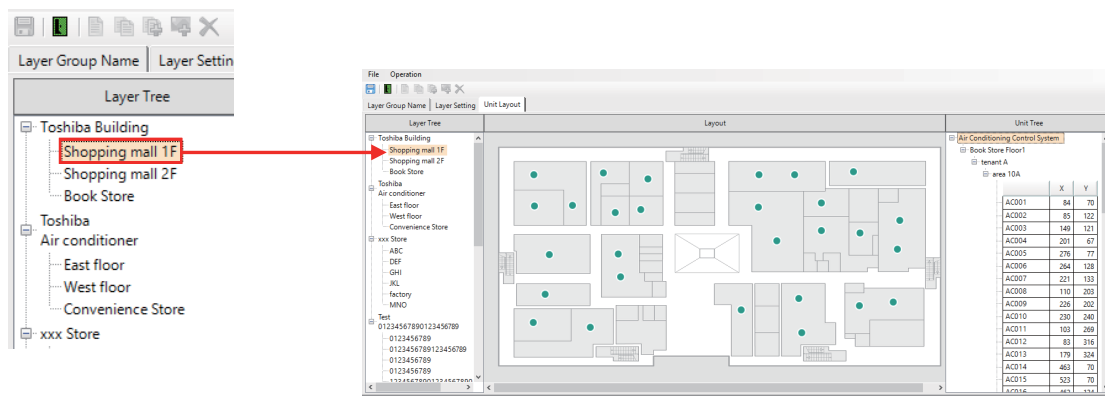 Layer Group Name
Layer Settin
Layer Tree
Toshiba Building
Shopping mall 1F
Shopping mall 2F
Book Store
Toshiba
Air conditioner
East floor
West floor
Convenience Store
xxx Store
File Operation
Layer Group Name Layer Setting Unit Layout
Layer Tree Layout Unit Tree
Toshiba Building
Shopping mall 1F
Shopping mall 2F
Book Store
Toshiba
Air conditioner
East floor
West floor
Convenience Store
xxx Store
ABC
DEF
GHI
JKL
factory
MNO
Test
01234567890123456789
0123456789
0123456789123456789
0123456789
0123456789
12345678901234567890
Air Conditioning Control System
Book Store Floor1
tenant A
area 10A
X Y
AC001 84 70
AC002 85 122
AC003 149 121
AC004 201 67
AC005 276 77
AC006 264 128
AC007 221 133
AC008 110 203
AC009 226 202
AC010 230 240
AC011 103 269
AC012 83 316
AC013 179 324
AC014 463 70
AC015 523 70
AC016 462 124